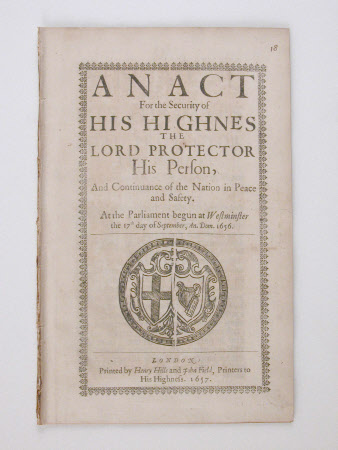 18
AN ACT
For the Security of
HIS HIGHNES
THE
LORD PROTECTOR
His Person,
And Continuance of the Nation in Peace
and Safety.
At the Parliament begun at Westminster
the 17th day of September, An. Dom. 1656.
LONDON:
Printed by Henry Hills and John Field, Printers to
His Highness. 1657.